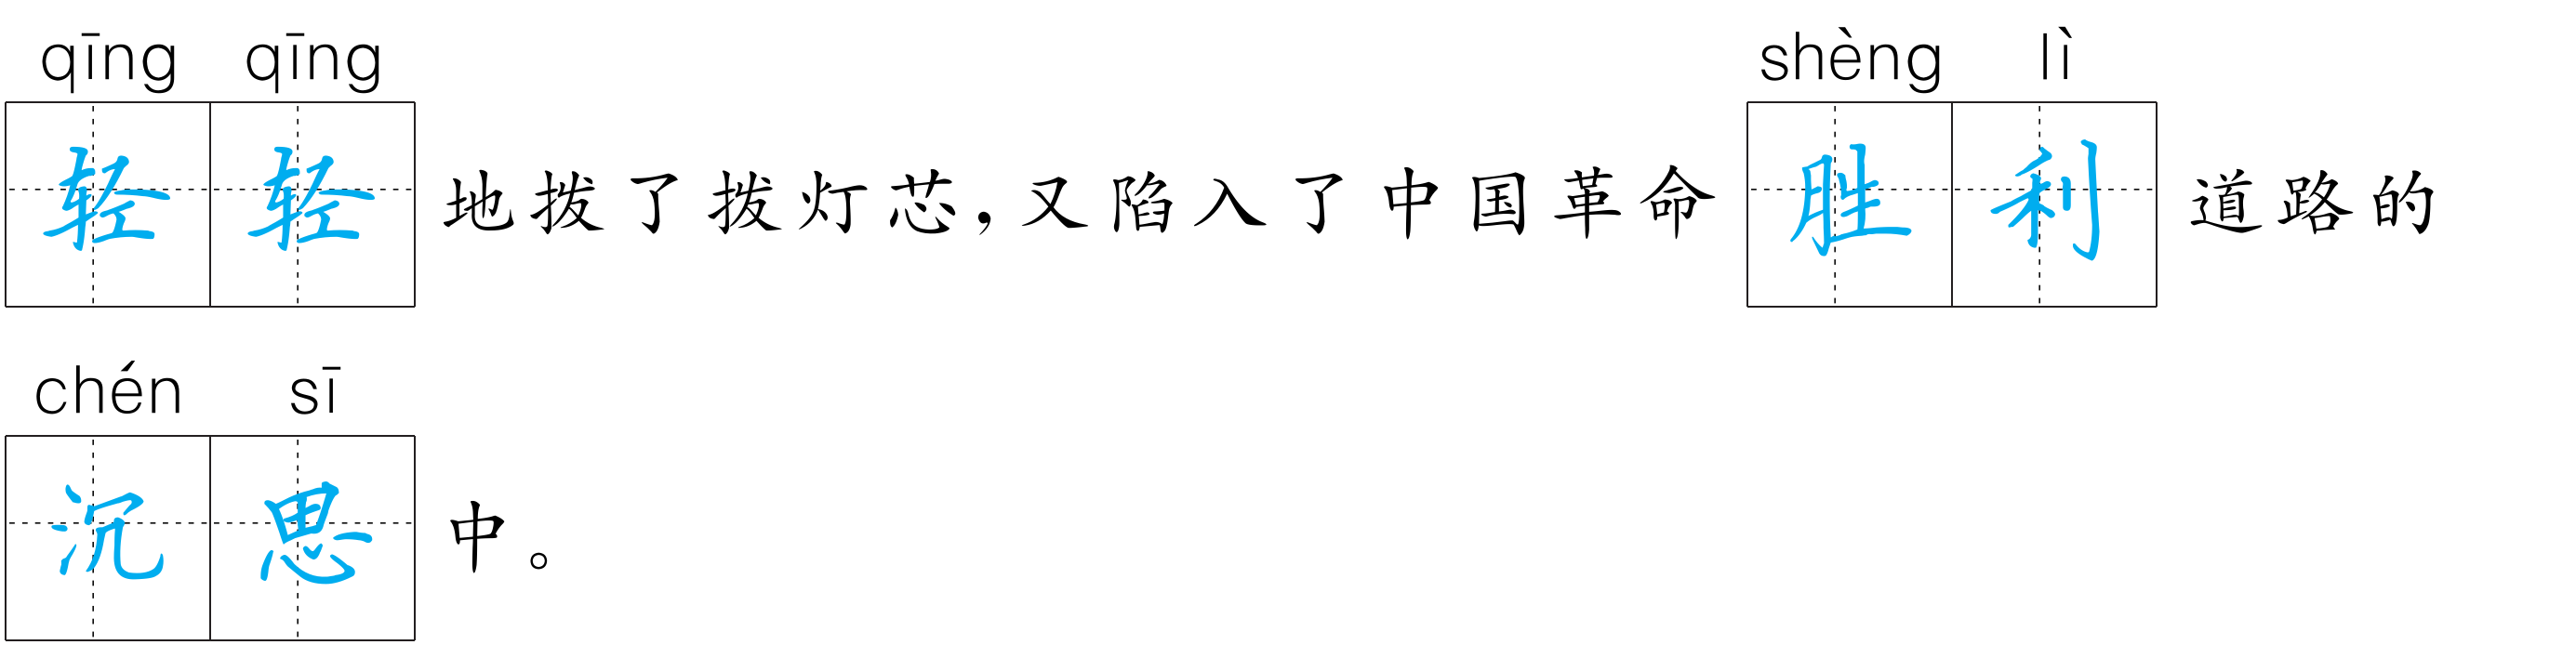 qīng qīng shèng lì
轻轻地拨了拨灯芯，又陷入了中国革命胜利道路的
chén sī
沉思中。